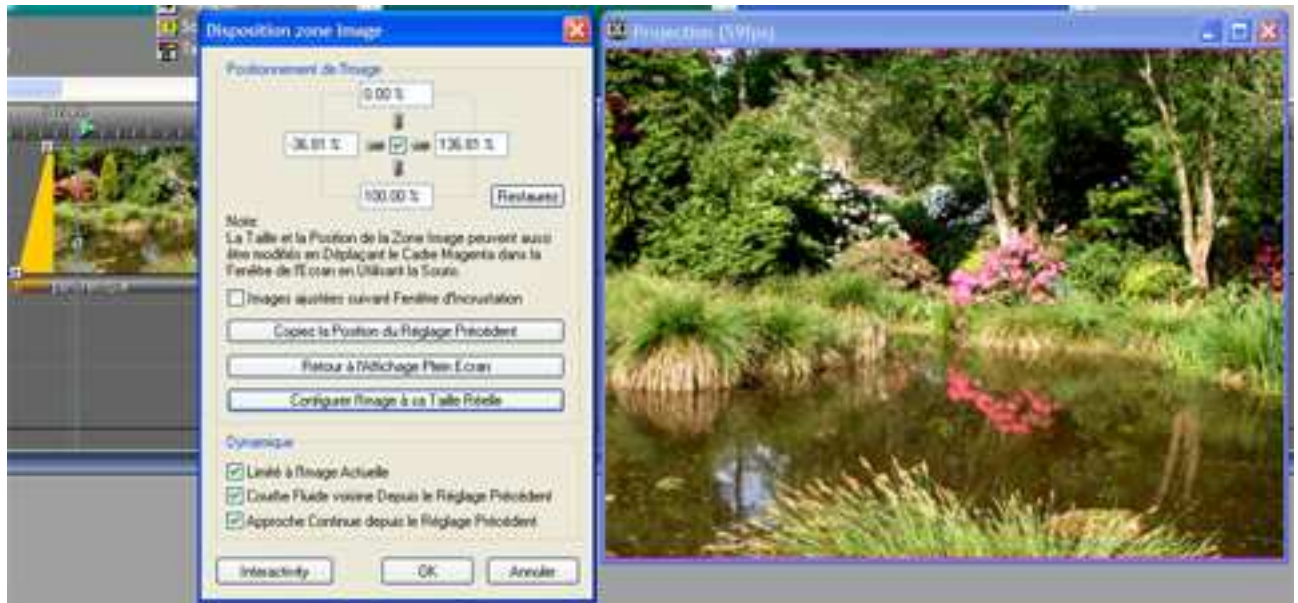 Disposition zone Image
Projection (59fps)
Positionnement de l'Image
0.00 %
-36.81 % 136.81 %
100.00 %
Restaurez
Note:
La Taille et la Position de la Zone Image peuvent aussi
être modifiés en Déplaçant le Cadre Magenta dans la
Fenêtre de l'Ecran en Utilisant la Souris.
Images ajustées suivant Fenêtre d'Incrustation
Copiez la Position du Réglage Précédent
Retour à l'Affichage Plein Ecran
Configurer l'Image à sa Taille Réelle
Dynamique
Limité à l'Image Actuelle
Courbe Fluide voisine Depuis le Réglage Précédent
Approche Continue depuis le Réglage Précédent
Interactivity OK Annuler